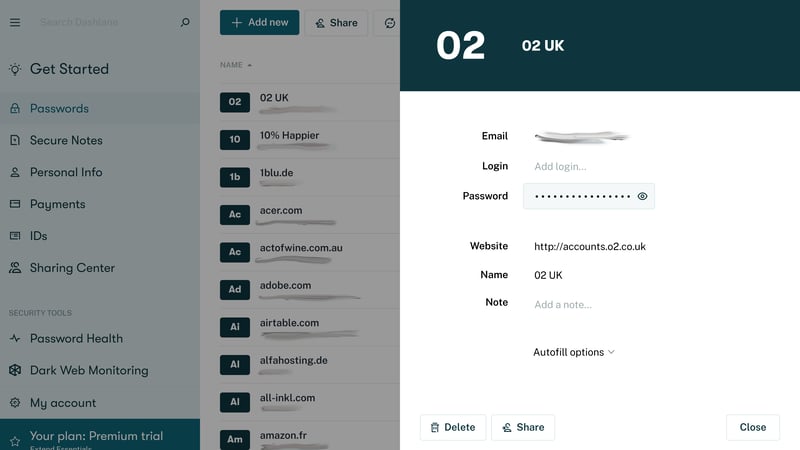 Search Dashlane
Get Started
Passwords
Secure Notes
Personal Info
Payments
IDs
Sharing Center
SECURITY TOOLS
Password Health
Dark Web Monitoring
My account
Your plan: Premium trial
Extend Essentials
Add new
Share
NAME
02
02 UK
10
10% Happier
1b
1blu.de
Ac
acer.com
Ac
actofwine.com.au
Ad
adobe.com
Ai
airtable.com
Al
alfahosting.de
Al
all-inkl.com
Am
amazon.fr
02
02 UK
Email
Login
Add login...
Password
Website
http://accounts.o2.co.uk
Name
02 UK
Note
Add a note...
Autofill options
Delete
Share
Close